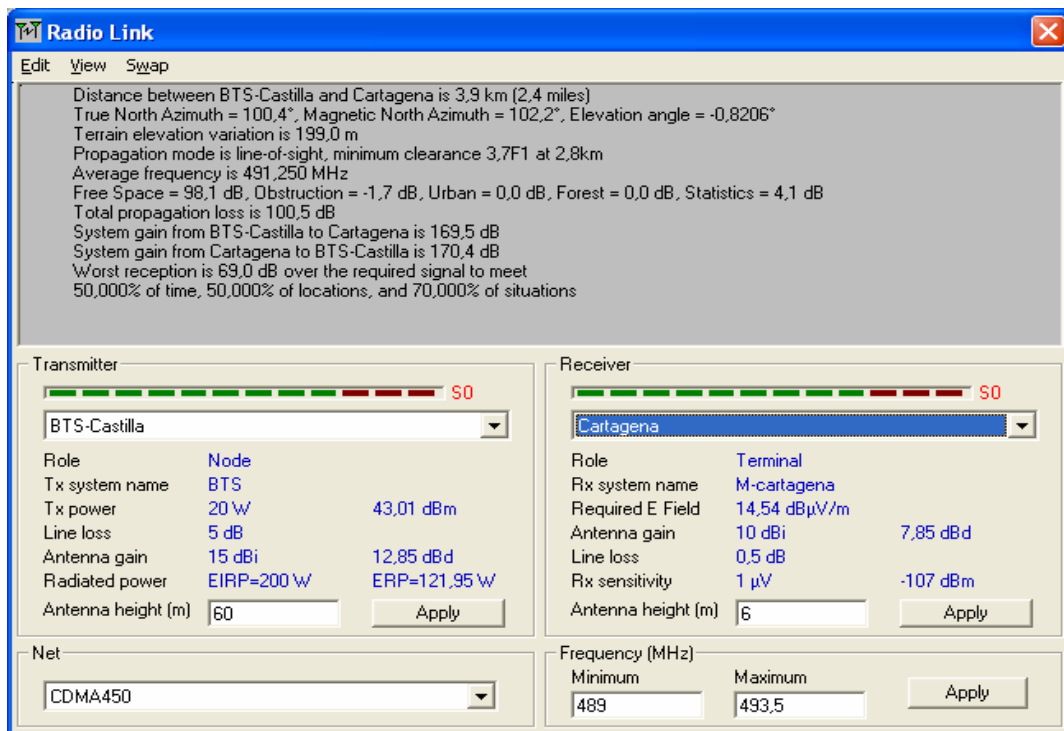 Radio Link
Edit View Swap
Distance between BTS-Castilla and Cartagena is 3,9 km (2,4 miles)
True North Azimuth = 100,4°, Magnetic North Azimuth = 102,2°, Elevation angle = -0,8206°
Terrain elevation variation is 199,0 m
Propagation mode is line-of-sight, minimum clearance 3,7F1 at 2,8km
Average frequency is 491,250 MHz
Free Space = 98,1 dB, Obstruction = -1,7 dB, Urban = 0,0 dB, Forest = 0,0 dB, Statistics = 4,1 dB
Total propagation loss is 100,5 dB
System gain from BTS-Castilla to Cartagena is 169,5 dB
System gain from Cartagena to BTS-Castilla is 170,4 dB
Worst reception is 69,0 dB over the required signal to meet
50,000% of time, 50,000% of locations, and 70,000% of situations
Transmitter
S0
BTS-Castilla
Role Node
Tx system name BTS
Tx power 20 W 43,01 dBm
Line loss 5 dB
Antenna gain 15 dBi 12,85 dBd
Radiated power EIRP=200 W ERP=121,95 W
Antenna height (m) 60 Apply
Receiver
S0
Cartagena
Role Terminal
Rx system name M-cartagena
Required E Field 14,54 dBµV/m
Antenna gain 10 dBi 7,85 dBd
Line loss 0,5 dB
Rx sensitivity 1 µV -107 dBm
Antenna height (m) 6 Apply
Net
CDMA450
Frequency (MHz)
Minimum Maximum
489 493,5 Apply